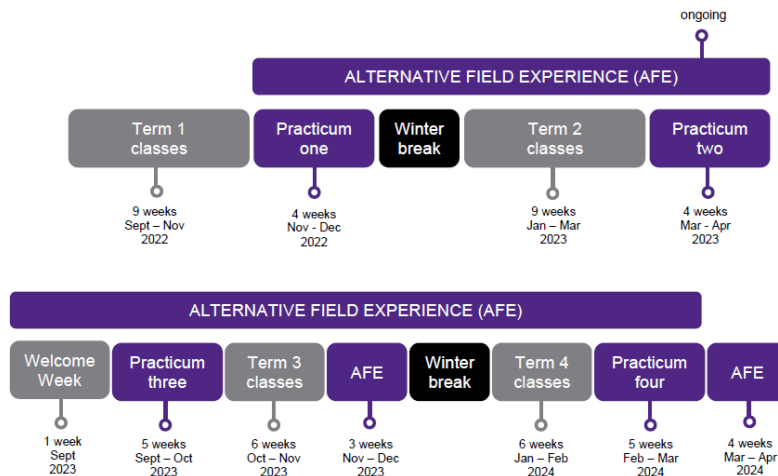 ongoing
ALTERNATIVE FIELD EXPERIENCE (AFE)
Term 1
classes
Practicum
one
Winter
break
Term 2
classes
Practicum
two
9 weeks
Sept – Nov
2022
4 weeks
Nov - Dec
2022
9 weeks
Jan – Mar
2023
4 weeks
Mar - Apr
2023
ALTERNATIVE FIELD EXPERIENCE (AFE)
Welcome
Week
Practicum
three
Term 3
classes
AFE
Winter
break
Term 4
classes
Practicum
four
AFE
1 week
Sept
2023
5 weeks
Sept – Oct
2023
6 weeks
Oct – Nov
2023
3 weeks
Nov – Dec
2023
6 weeks
Jan – Feb
2024
5 weeks
Feb – Mar
2024
4 weeks
Mar – Apr
2024